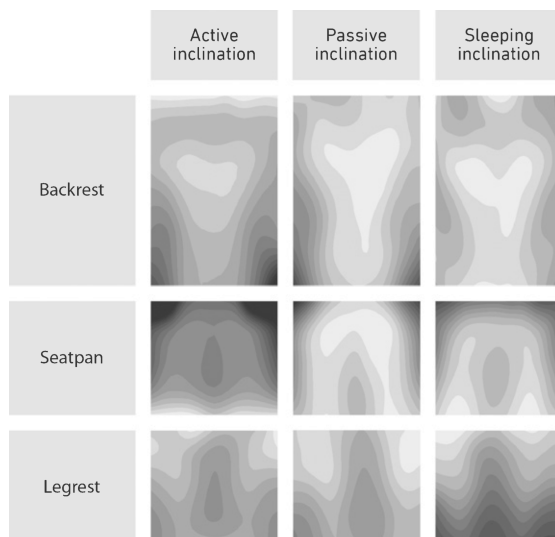 Active
inclination
Passive
inclination
Sleeping
inclination
Backrest
Seatpan
Legrest